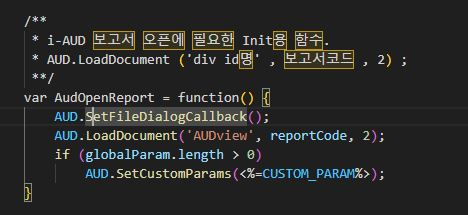 /**
* i-AUD 보고서 오픈에 필요한 Init용 함수.
* AUD.LoadDocument ('div id명' , 보고서코드 , 2) ;
**/
var AudOpenReport = function() {
AUD.SetFileDialogCallback();
AUD.LoadDocument('AUDview', reportCode, 2);
if (globalParam.length > 0)
AUD.SetCustomParams(<%=CUSTOM_PARAM%>);
}